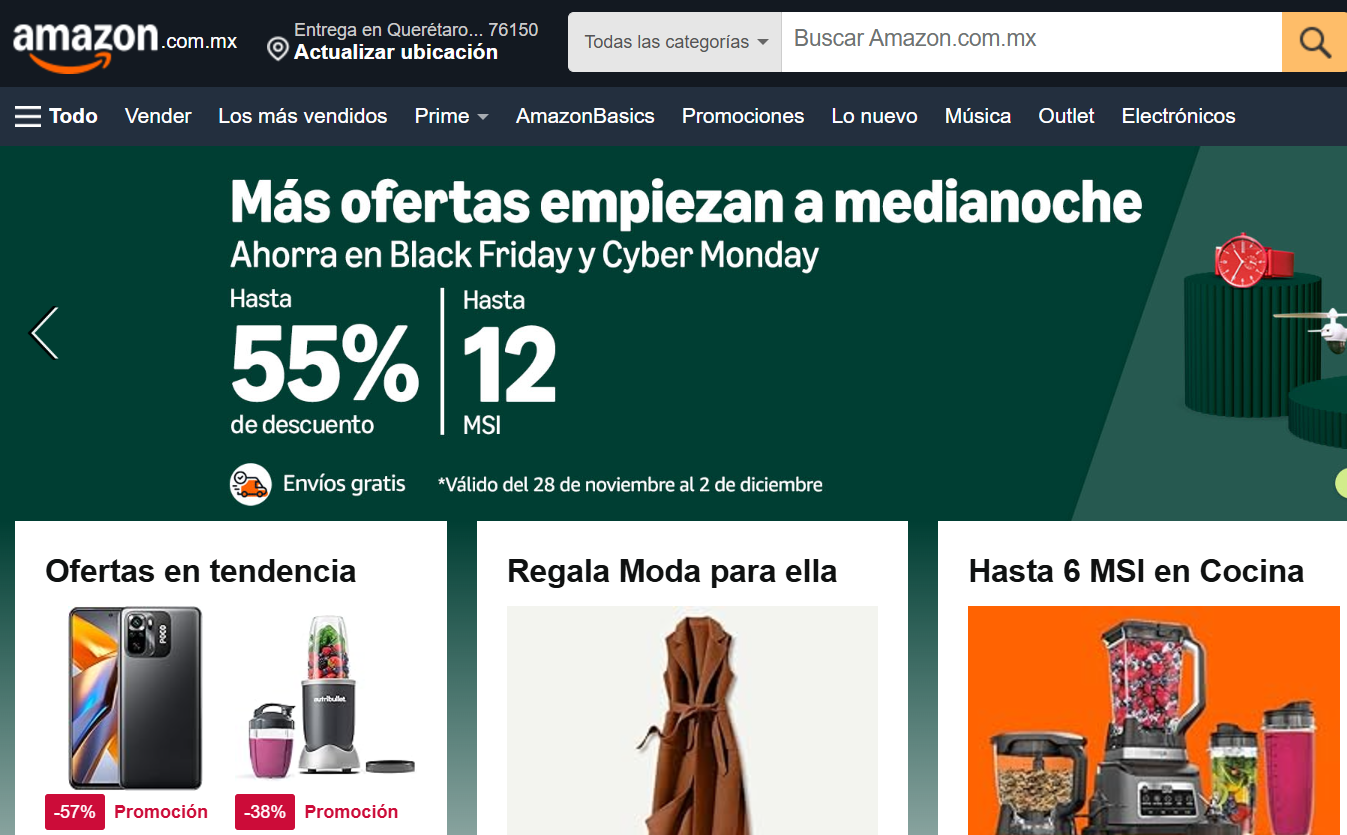 amazon.com.mx
Entrega en Querétaro... 76150
Actualizar ubicación
Todas las categorías
Buscar Amazon.com.mx
Todo Vender Los más vendidos Prime AmazonBasics Promociones Lo nuevo Música Outlet Electrónicos
Más ofertas empiezan a medianoche
Ahorra en Black Friday y Cyber Monday
Hasta
55%
de descuento
Hasta
12
MSI
Envíos gratis *Válido del 28 de noviembre al 2 de diciembre
Ofertas en tendencia
POCO
nutribullet.
-57% Promoción
-38% Promoción
Regala Moda para ella
Hasta 6 MSI en Cocina